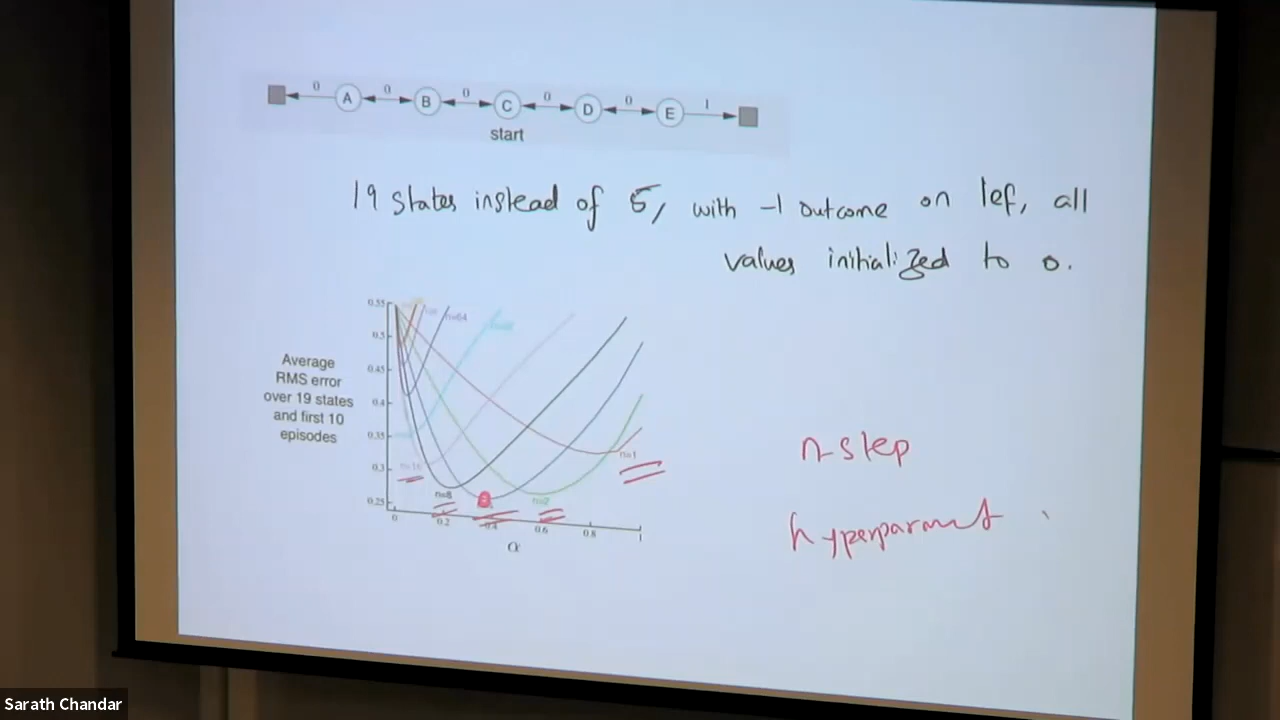 0 0 0 0 0 1
A B C D E
start
19 states instead of 5, with -1 outcome on lef, all
values initialized to 0.
0.55
0.5
0.45
0.4
0.35
0.3
0.25
n=64
Average
RMS error
over 19 states
and first 10
episodes
n=16
n=8
n=2
n=1
0 0.2 0.4 0.6 0.8 1
α
n-step
hyperparamet
Sarath Chandar